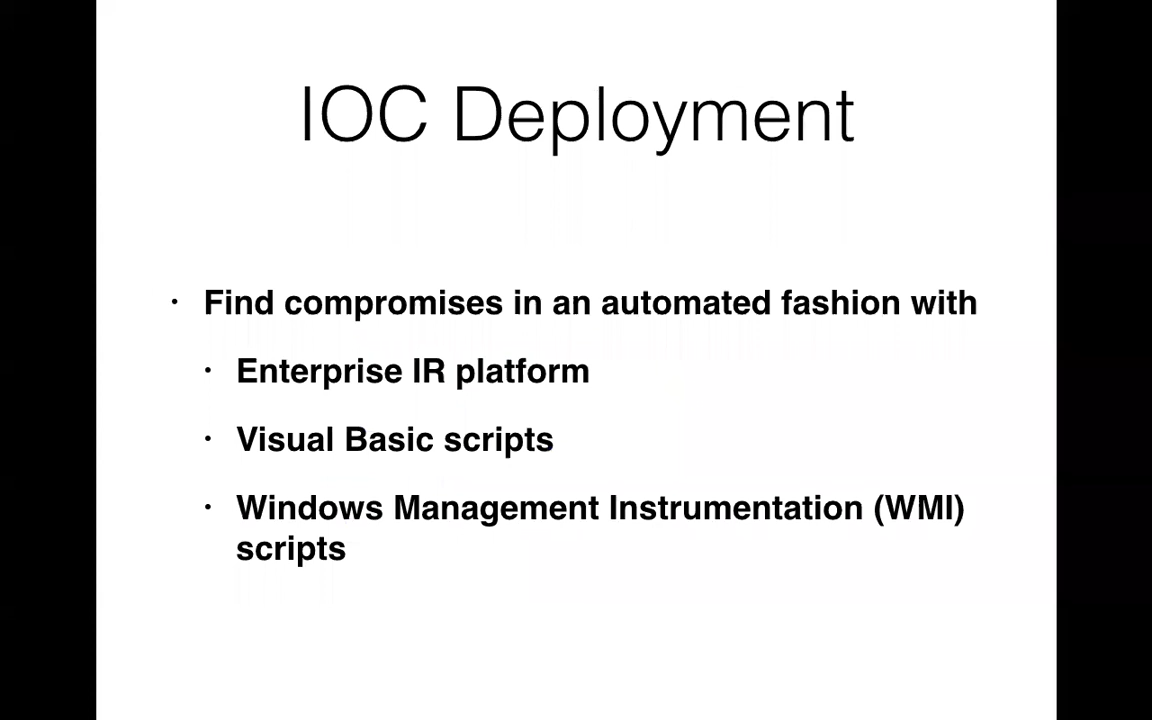 IOC Deployment
• Find compromises in an automated fashion with
• Enterprise IR platform
• Visual Basic scripts
• Windows Management Instrumentation (WMI)
scripts